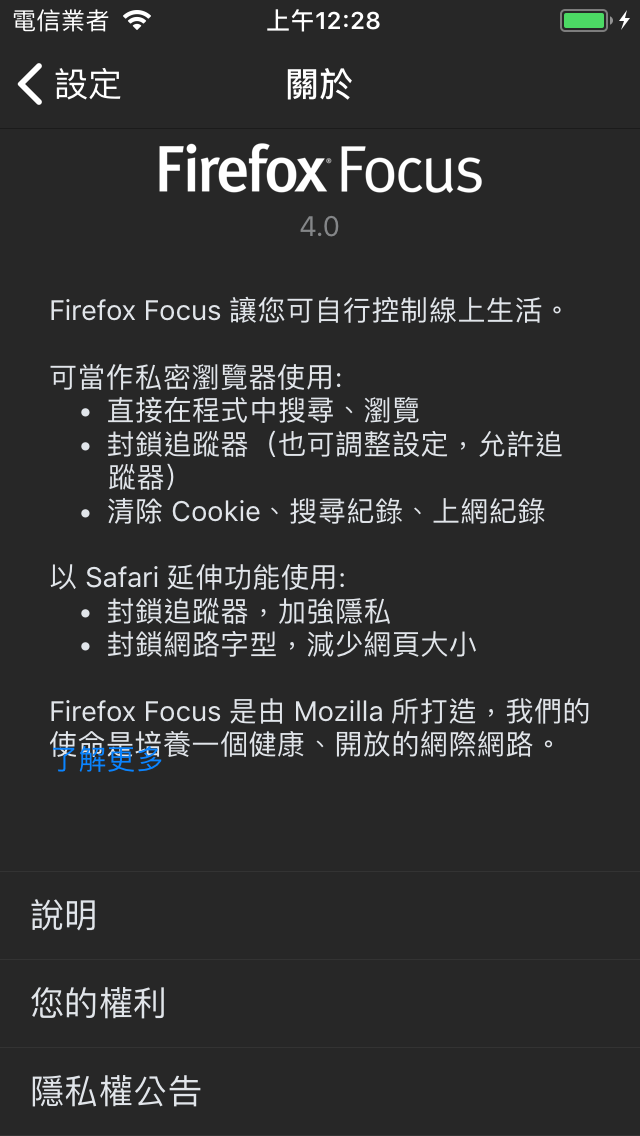 電信業者 上午12:28
設定 關於
Firefox Focus
4.0
Firefox Focus 讓您可自行控制線上生活。
可當作私密瀏覽器使用:
• 直接在程式中搜尋、瀏覽
• 封鎖追蹤器（也可調整設定，允許追
蹤器）
• 清除 Cookie、搜尋紀錄、上網紀錄
以 Safari 延伸功能使用:
• 封鎖追蹤器，加強隱私
• 封鎖網路字型，減少網頁大小
Firefox Focus 是由 Mozilla 所打造，我們的
使命是培養一個健康、開放的網際網路。
了解更多
說明
您的權利
隱私權公告